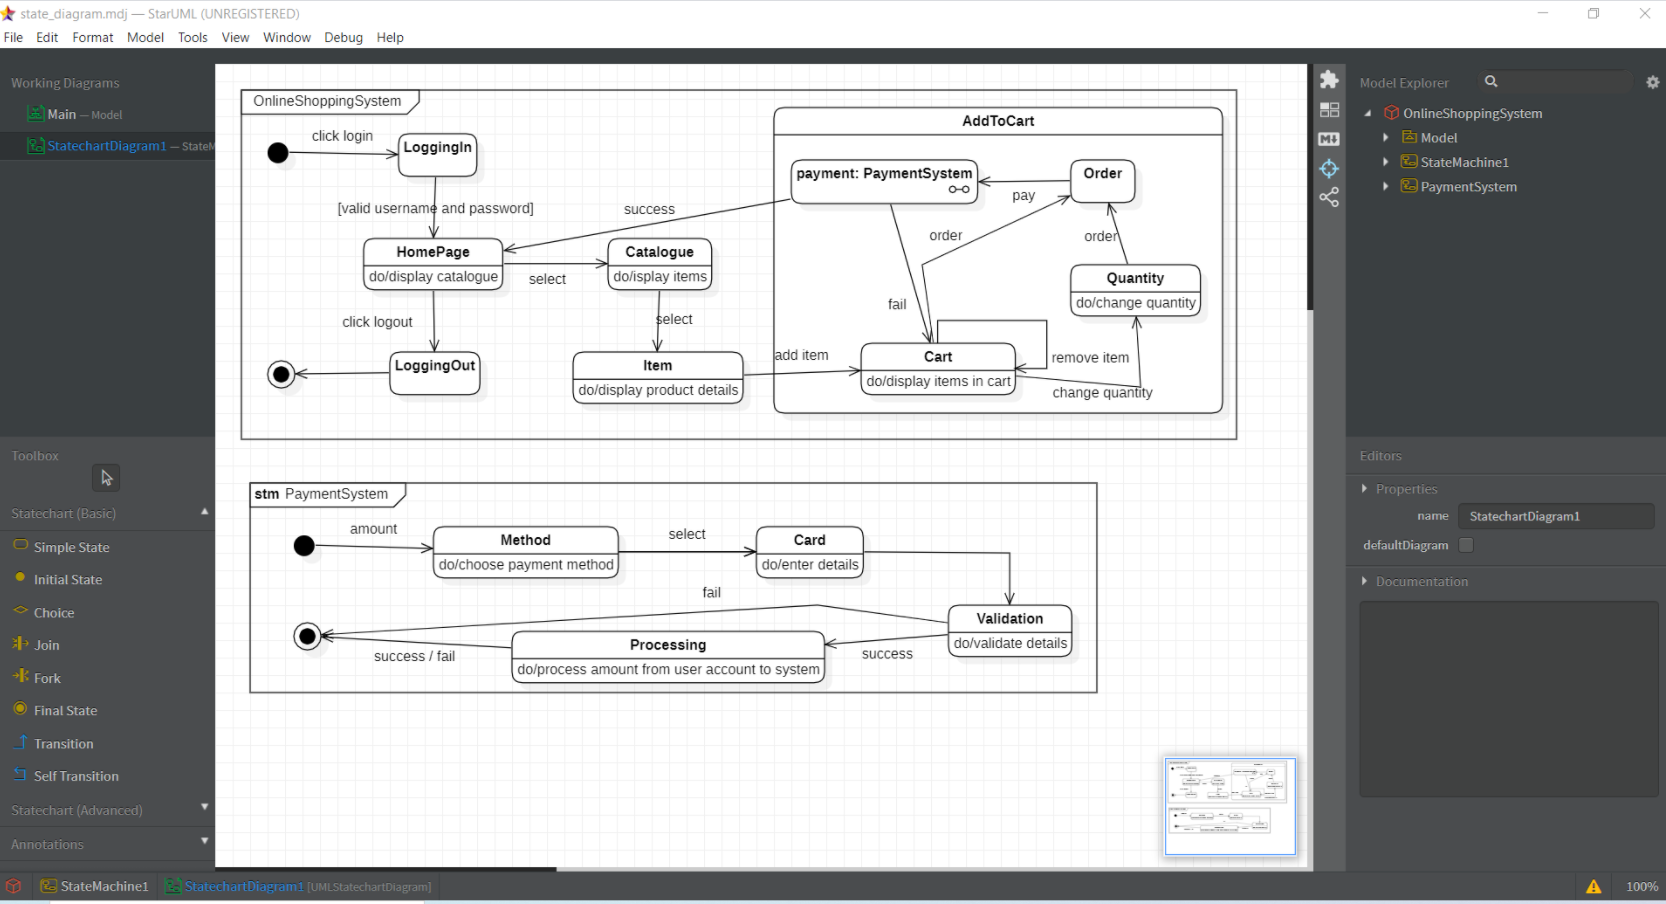 state_diagram.mdj — StarUML (UNREGISTERED)
File Edit Format Model Tools View Window Debug Help
Working Diagrams
Main — Model
StatechartDiagram1 — StateM
Toolbox
Statechart (Basic)
Simple State
Initial State
Choice
Join
Fork
Final State
Transition
Self Transition
Statechart (Advanced)
Annotations
OnlineShoppingSystem
click login
LoggingIn
[valid username and password]
HomePage
do/display catalogue
success
select
Catalogue
do/isplay items
click logout
select
LoggingOut
Item
do/display product details
add item
AddToCart
payment: PaymentSystem
Order
pay
order
order
Quantity
do/change quantity
fail
Cart
do/display items in cart
remove item
change quantity
stm PaymentSystem
amount
Method
do/choose payment method
select
Card
do/enter details
fail
Validation
do/validate details
Processing
do/process amount from user account to system
success / fail
success
Model Explorer
OnlineShoppingSystem
Model
StateMachine1
PaymentSystem
Editors
Properties
name StatechartDiagram1
defaultDiagram
Documentation
StateMachine1 StatechartDiagram1 [UMLStatechartDiagram]
100%